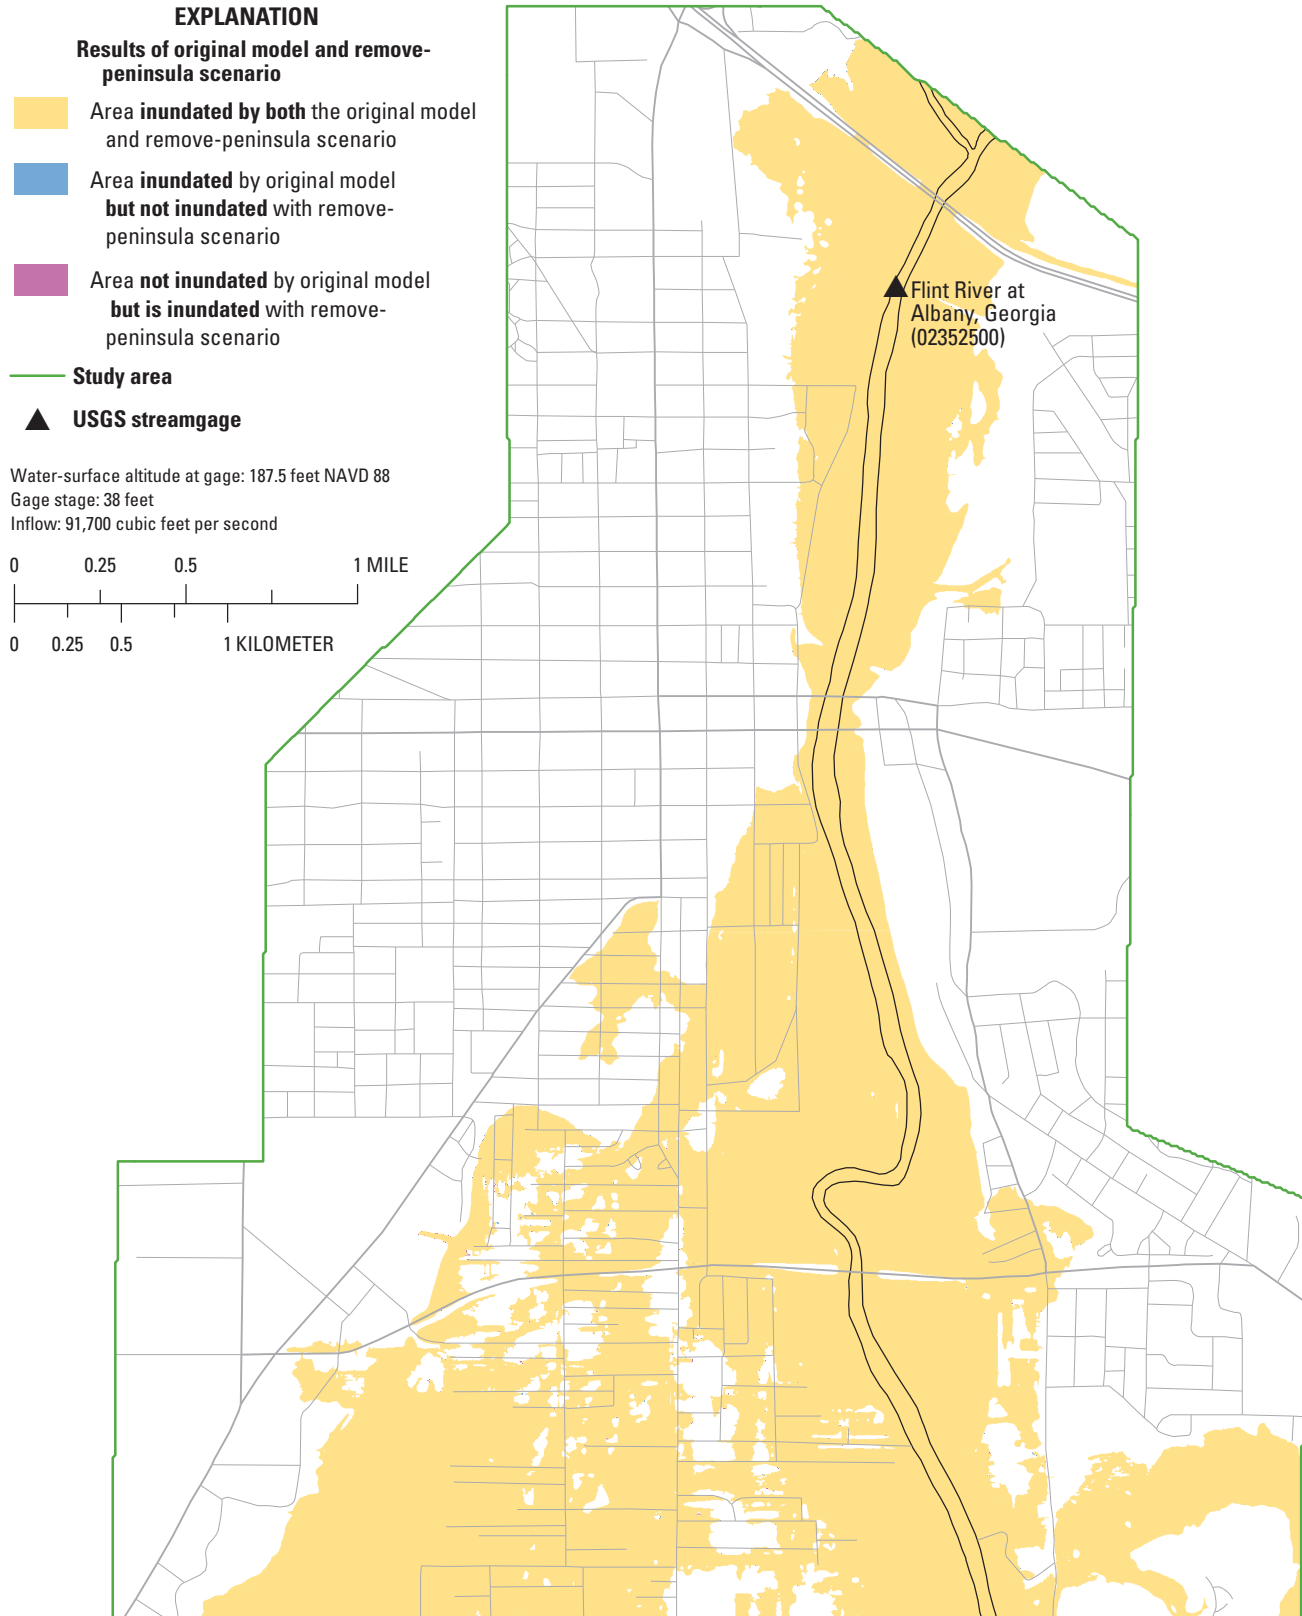 EXPLANATION
Results of original model and remove-
peninsula scenario
Area inundated by both the original model
and remove-peninsula scenario
Area inundated by original model
but not inundated with remove-
peninsula scenario
Area not inundated by original model
but is inundated with remove-
peninsula scenario
Study area
USGS streamgage
Water-surface altitude at gage: 187.5 feet NAVD 88
Gage stage: 38 feet
Inflow: 91,700 cubic feet per second
0 0.25 0.5 1 MILE
0 0.25 0.5 1 KILOMETER
Flint River at
Albany, Georgia
(02352500)